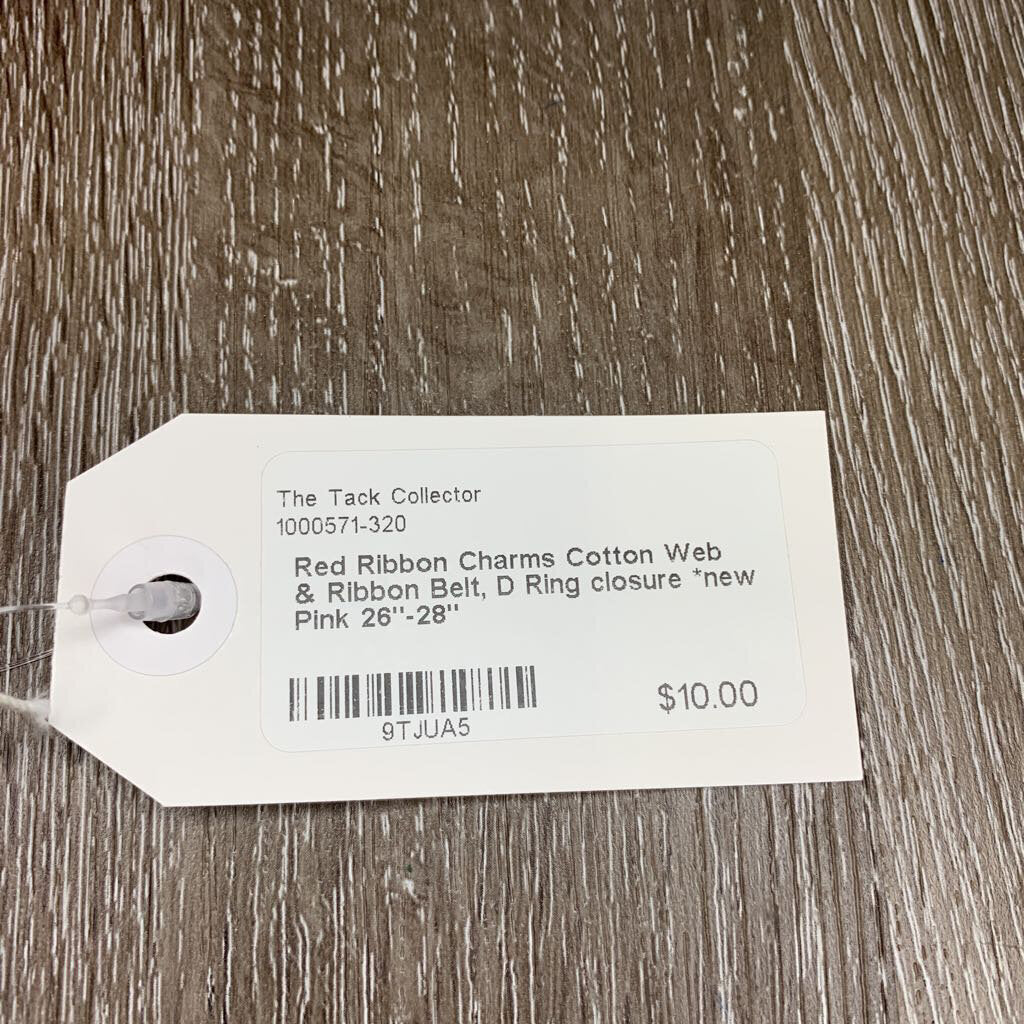 The Tack Collector
1000571-320
Red Ribbon Charms Cotton Web
& Ribbon Belt, D Ring closure *new
Pink 26"-28"
9TJUA5
$10.00